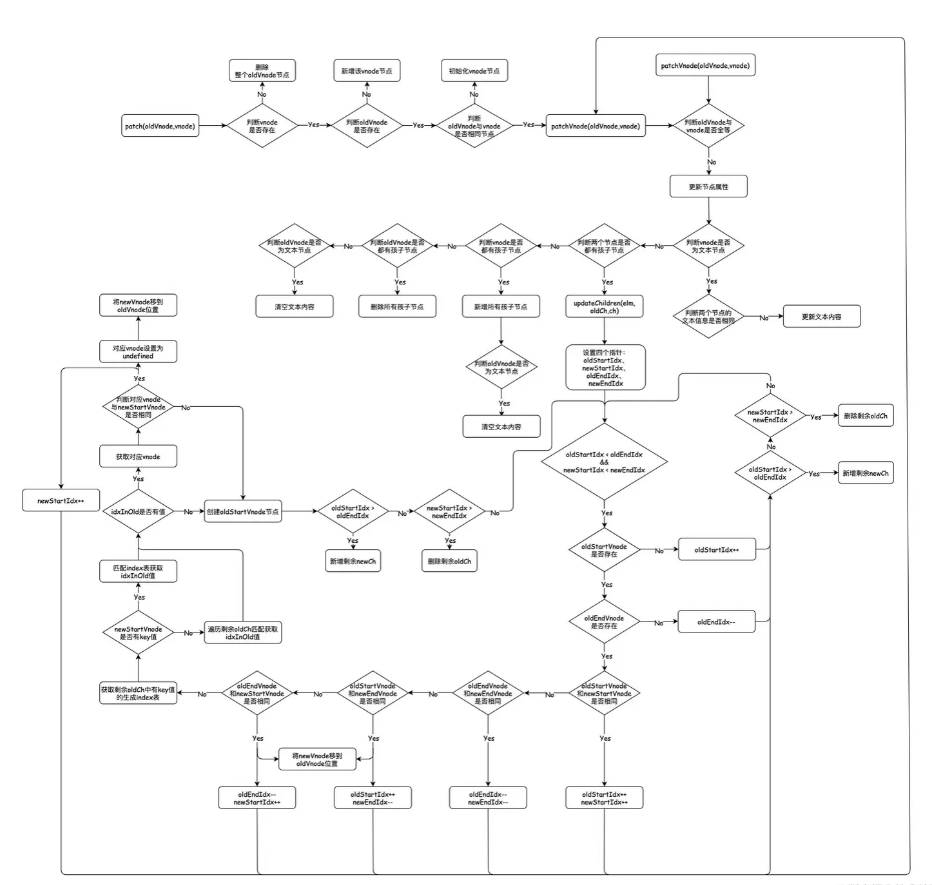 删除
整个oldVnode节点
新增该vnode节点
初始化vnode节点
patchVnode(oldVnode,vnode)
No
No
No
patch(oldVnode,vnode)
判断vnode
是否存在
Yes
判断oldVnode
是否存在
Yes
判断
oldVnode与vnode
是否相同节点
Yes
patchVnode(oldVnode,vnode)
判断oldVnode与
vnode是否全等
No
更新节点属性
判断oldVnode是否
为文本节点
No
判断oldVnode是否
都有孩子节点
No
判断vnode是否
都有孩子节点
No
判断两个节点是否
都有孩子节点
No
判断vnode是否
为文本节点
Yes
Yes
Yes
Yes
Yes
清空文本内容
删除所有孩子节点
新增所有孩子节点
updateChildren(elm,
oldCh,ch)
判断两个节点的
文本信息是否相同
No
更新文本内容
将newVnode移到
oldVnode位置
对应vnode设置为
undefined
判断oldVnode是否
为文本节点
设置四个指针：
oldStartIdx、
newStartIdx、
oldEndIdx、
newEndIdx
Yes
Yes
清空文本内容
判断对应vnode
与newStartVnode
是否相同
No
No
newStartIdx >
newEndIdx
Yes
删除剩余oldCh
No
获取对应vnode
oldStartIdx < oldEndIdx
&&
newStartIdx < newEndIdx
oldStartIdx >
oldEndIdx
Yes
新增剩余newCh
Yes
newStartIdx++
idxInOld是否有值
No
创建oldStartVnode节点
oldStartIdx >
oldEndIdx
No
newStartIdx >
newEndIdx
No
Yes
Yes
Yes
新增剩余newCh
删除剩余oldCh
oldStartVnode
是否存在
No
oldStartIdx++
匹配index表获取
idxInOld值
Yes
Yes
newStartVnode
是否有key值
No
遍历剩余oldCh匹配获取
idxInOld值
oldEndVnode
是否存在
No
oldEndIdx--
Yes
获取剩余oldCh中有key值
的生成index表
No
oldEndVnode
和newStartVnode
是否相同
No
oldStartVnode
和newEndVnode
是否相同
No
oldEndVnode
和newEndVnode
是否相同
No
oldStartVnode
和newStartVnode
是否相同
Yes
Yes
Yes
Yes
将newVnode移到
oldVnode位置
oldEndIdx--
newStartIdx++
oldStartIdx++
newEndIdx--
oldEndIdx--
newEndIdx--
oldStartIdx++
newStartIdx++